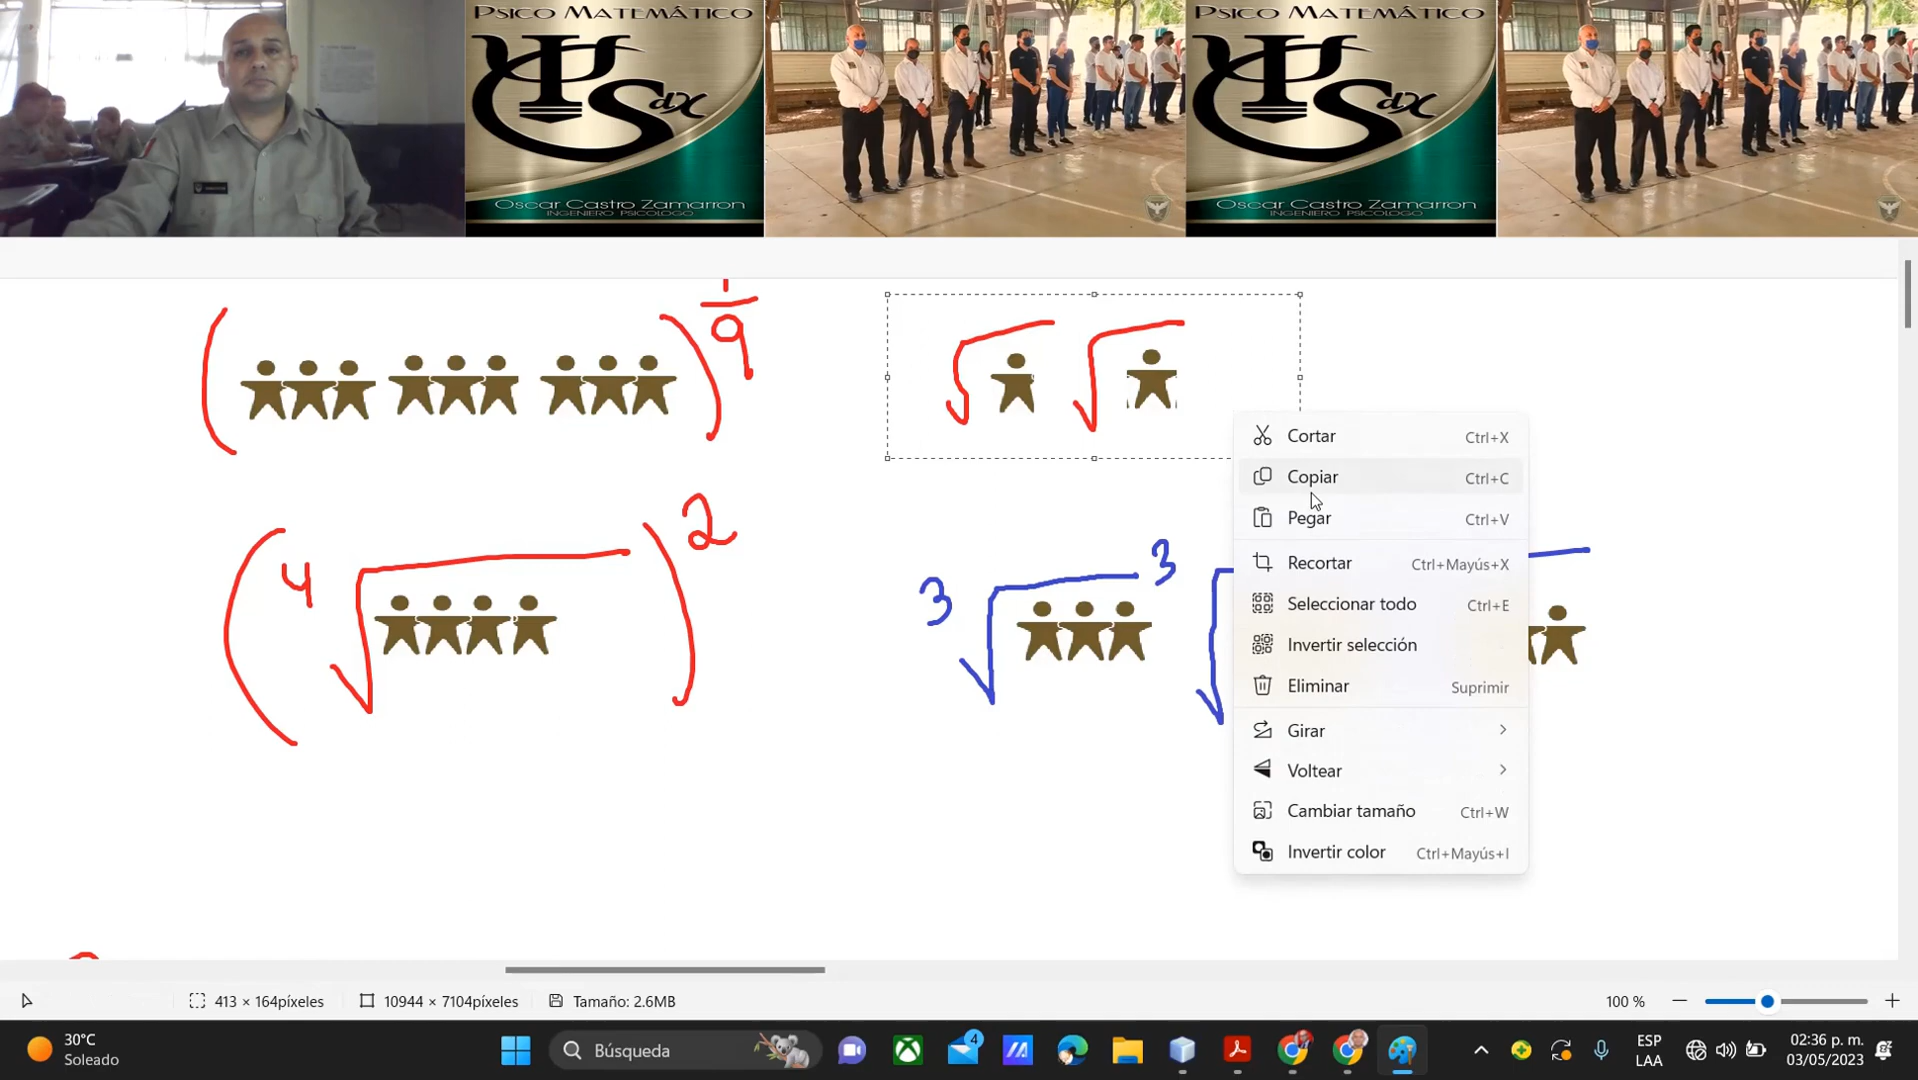 PSICO MATEMÁTICO
dx
Oscar Castro Zamarron
INGENIERO PSICOLOGO
PSICO MATEMÁTICO
dx
Oscar Castro Zamarron
INGENIERO PSICOLOGO
1
9
Cortar Ctrl+X
Copiar Ctrl+C
Pegar Ctrl+V
Recortar Ctrl+Mayús+X
Seleccionar todo Ctrl+E
Invertir selección
Eliminar Suprimir
Girar
Voltear
Cambiar tamaño Ctrl+W
Invertir color Ctrl+Mayús+I
4 2
3 3
413 × 164píxeles 10944 × 7104píxeles Tamaño: 2.6MB 100 %
30°C
Soleado
Búsqueda
4
ESP
LAA
02:36 p. m.
03/05/2023